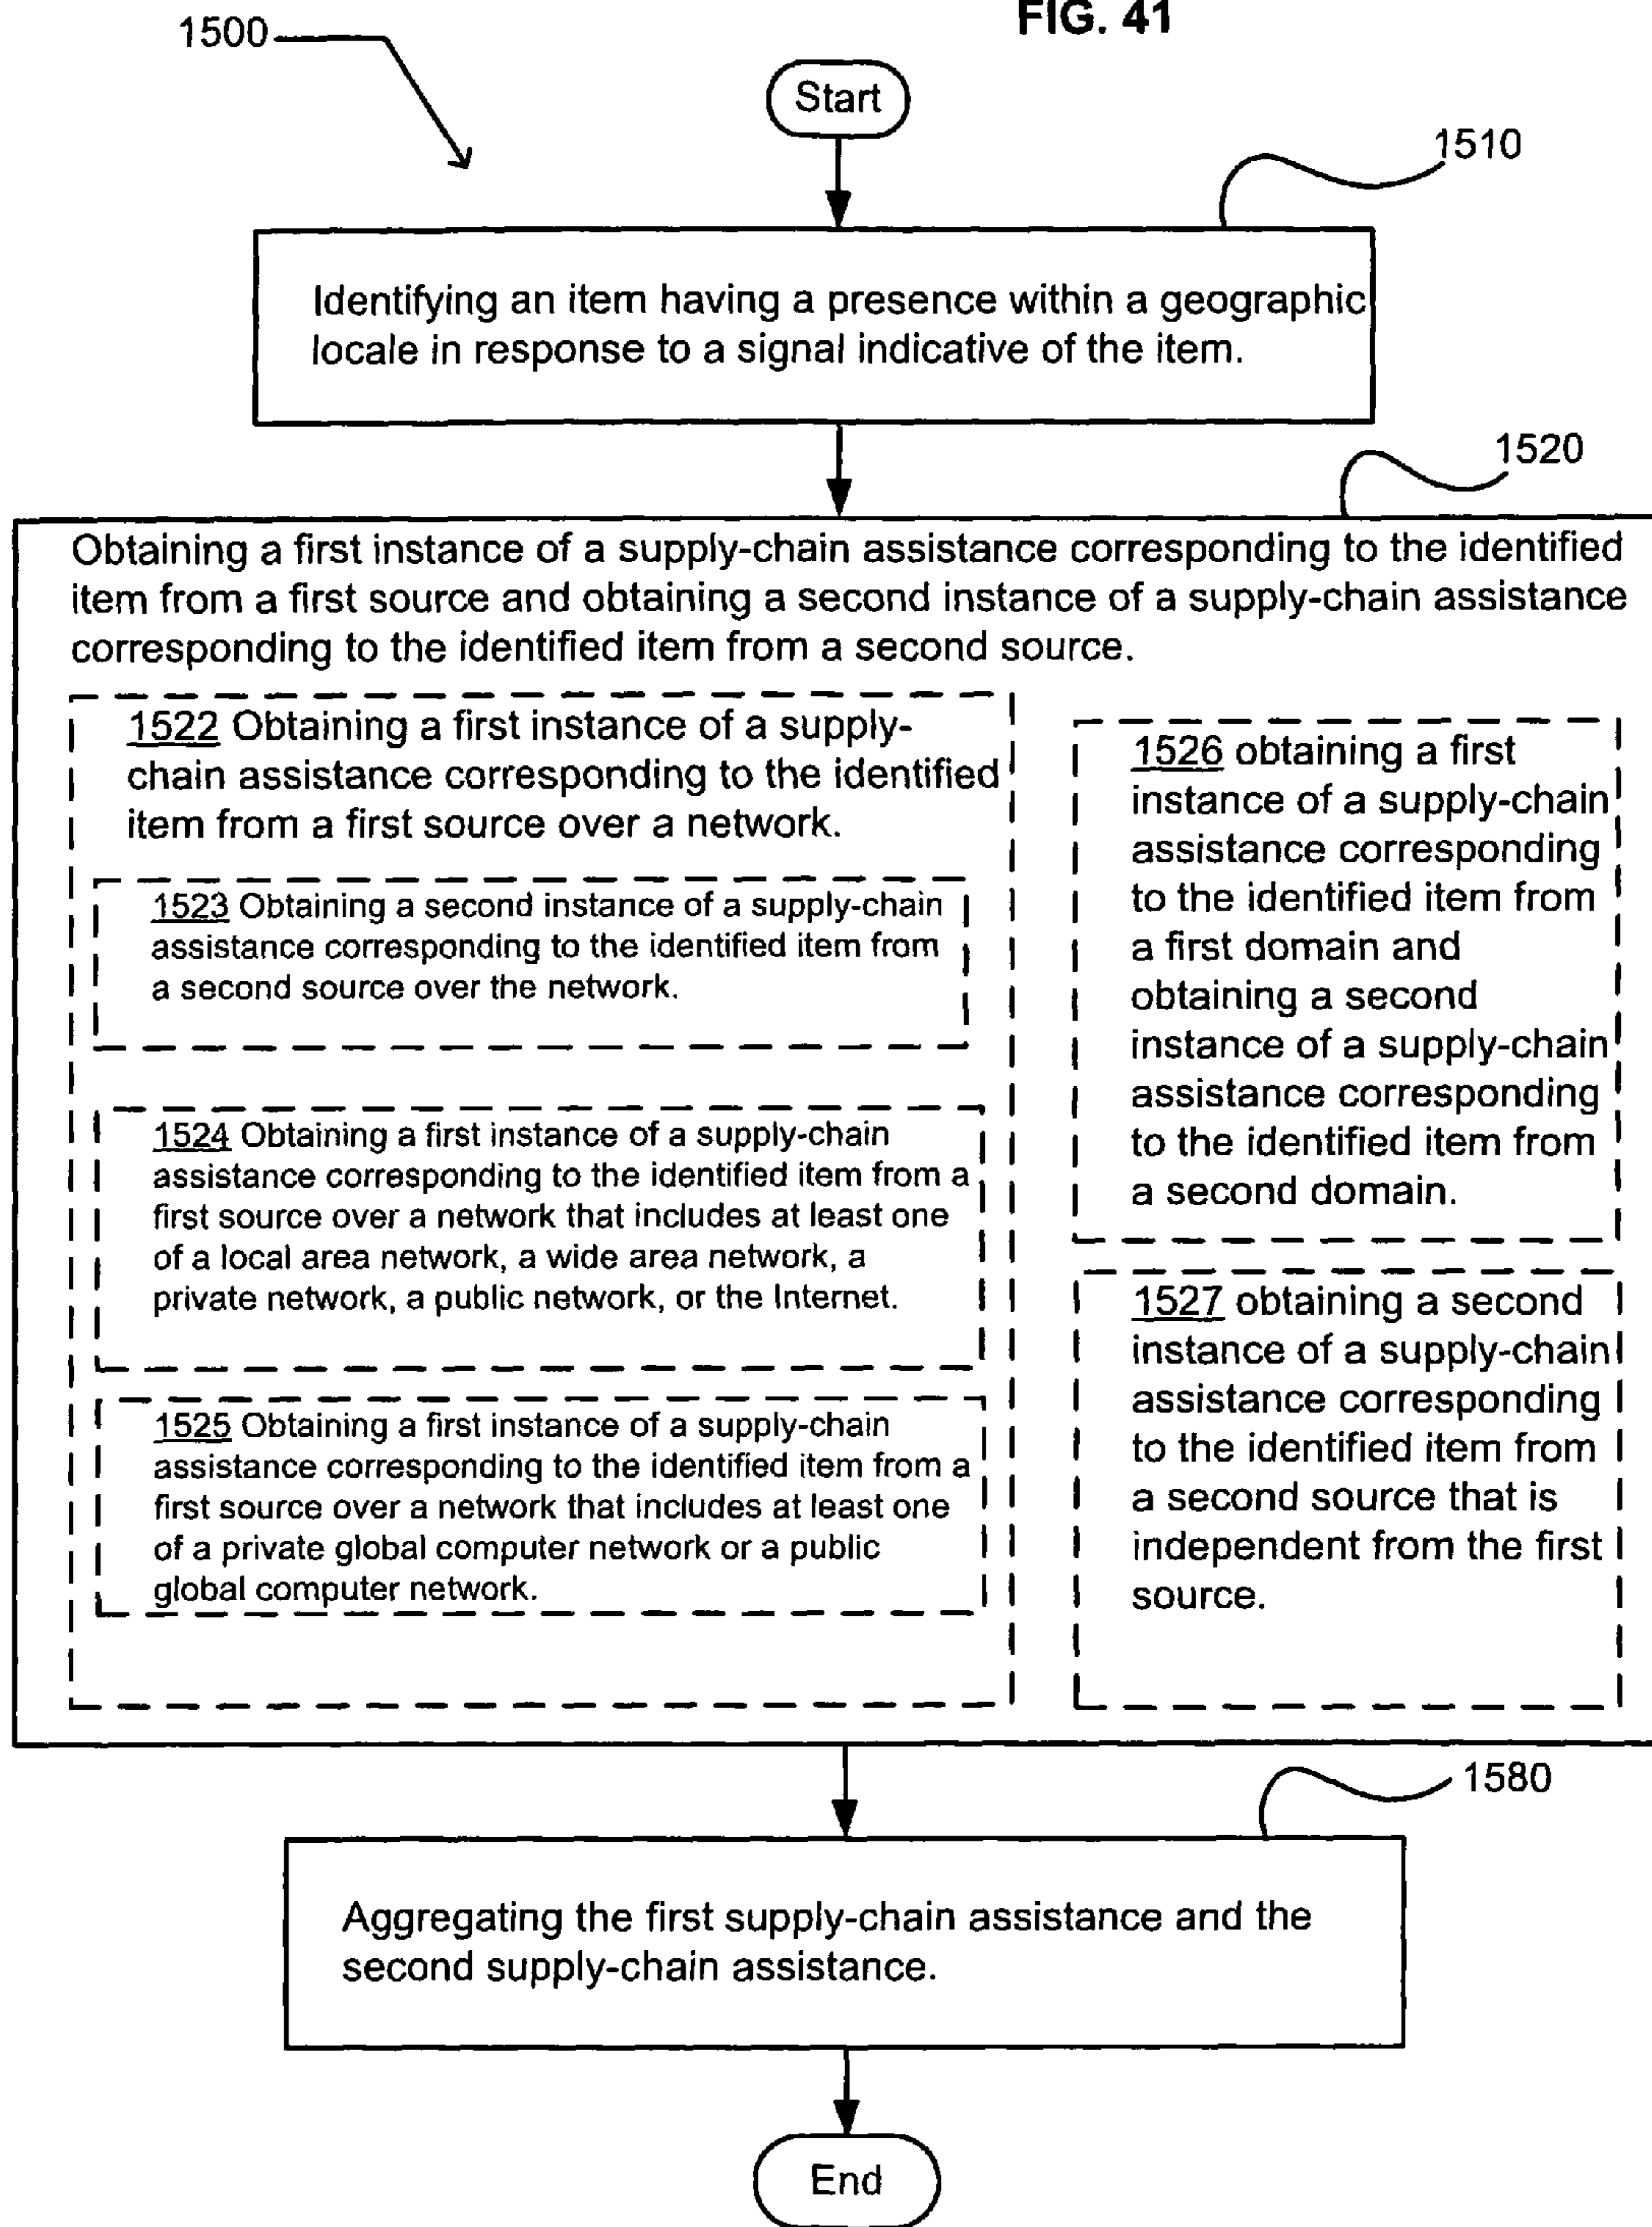 FIG. 41
1500
Start
1510
Identifying an item having a presence within a geographic
locale in response to a signal indicative of the item.
1520
Obtaining a first instance of a supply-chain assistance corresponding to the identified
item from a first source and obtaining a second instance of a supply-chain assistance
corresponding to the identified item from a second source.
1522 Obtaining a first instance of a supply-
chain assistance corresponding to the identified
item from a first source over a network.
1523 Obtaining a second instance of a supply-chain
assistance corresponding to the identified item from
a second source over the network.
1524 Obtaining a first instance of a supply-chain
assistance corresponding to the identified item from a
first source over a network that includes at least one
of a local area network, a wide area network, a
private network, a public network, or the Internet.
1525 Obtaining a first instance of a supply-chain
assistance corresponding to the identified item from a
first source over a network that includes at least one
of a private global computer network or a public
global computer network.
1526 obtaining a first
instance of a supply-chain
assistance corresponding
to the identified item from
a first domain and
obtaining a second
instance of a supply-chain
assistance corresponding
to the identified item from
a second domain.
1527 obtaining a second
instance of a supply-chain
assistance corresponding
to the identified item from
a second source that is
independent from the first
source.
1580
Aggregating the first supply-chain assistance and the
second supply-chain assistance.
End